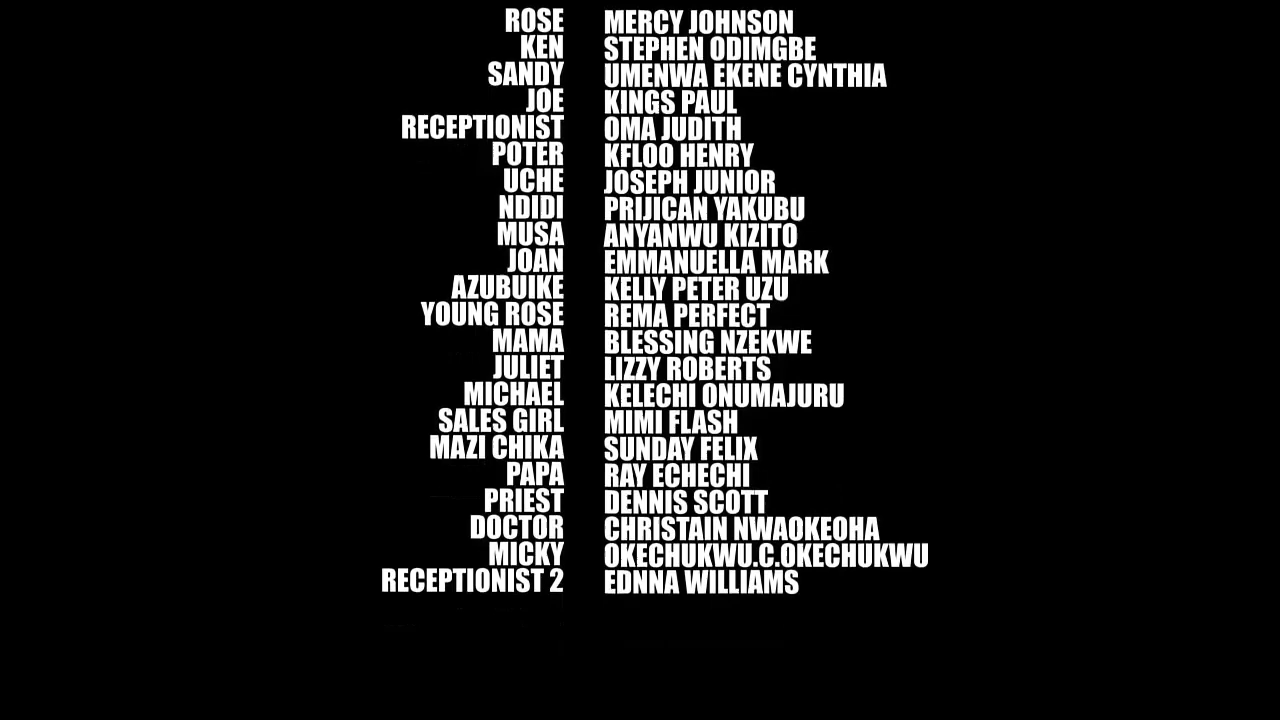 ROSE MERCY JOHNSON
KEN STEPHEN ODIMGBE
SANDY UMENWA EKENE CYNTHIA
JOE KINGS PAUL
RECEPTIONIST OMA JUDITH
POTER KFLOO HENRY
UCHE JOSEPH JUNIOR
NDIDI PRIJICAN YAKUBU
MUSA ANYANWU KIZITO
JOAN EMMANUELLA MARK
AZUBUIKE KELLY PETER UZU
YOUNG ROSE REMA PERFECT
MAMA BLESSING NZEKWE
JULIET LIZZY ROBERTS
MICHAEL KELECHI ONUMAJURU
SALES GIRL MIMI FLASH
MAZI CHIKA SUNDAY FELIX
PAPA RAY ECHECHI
PRIEST DENNIS SCOTT
DOCTOR CHRISTAIN NWAOKEOHA
MICKY OKECHUKWU.C.OKECHUKWU
RECEPTIONIST 2 EDNNA WILLIAMS